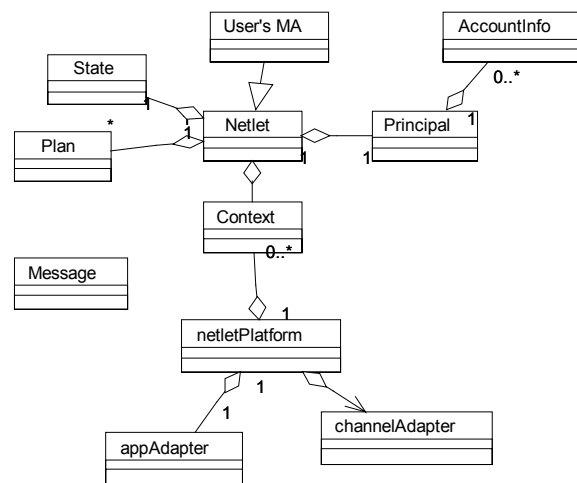 User's MA
AccountInfo
State
0..*
1
Netlet
1
Principal
1
*
Plan
1
1
Context
0..*
Message
1
netletPlatform
1
1
channelAdapter
appAdapter